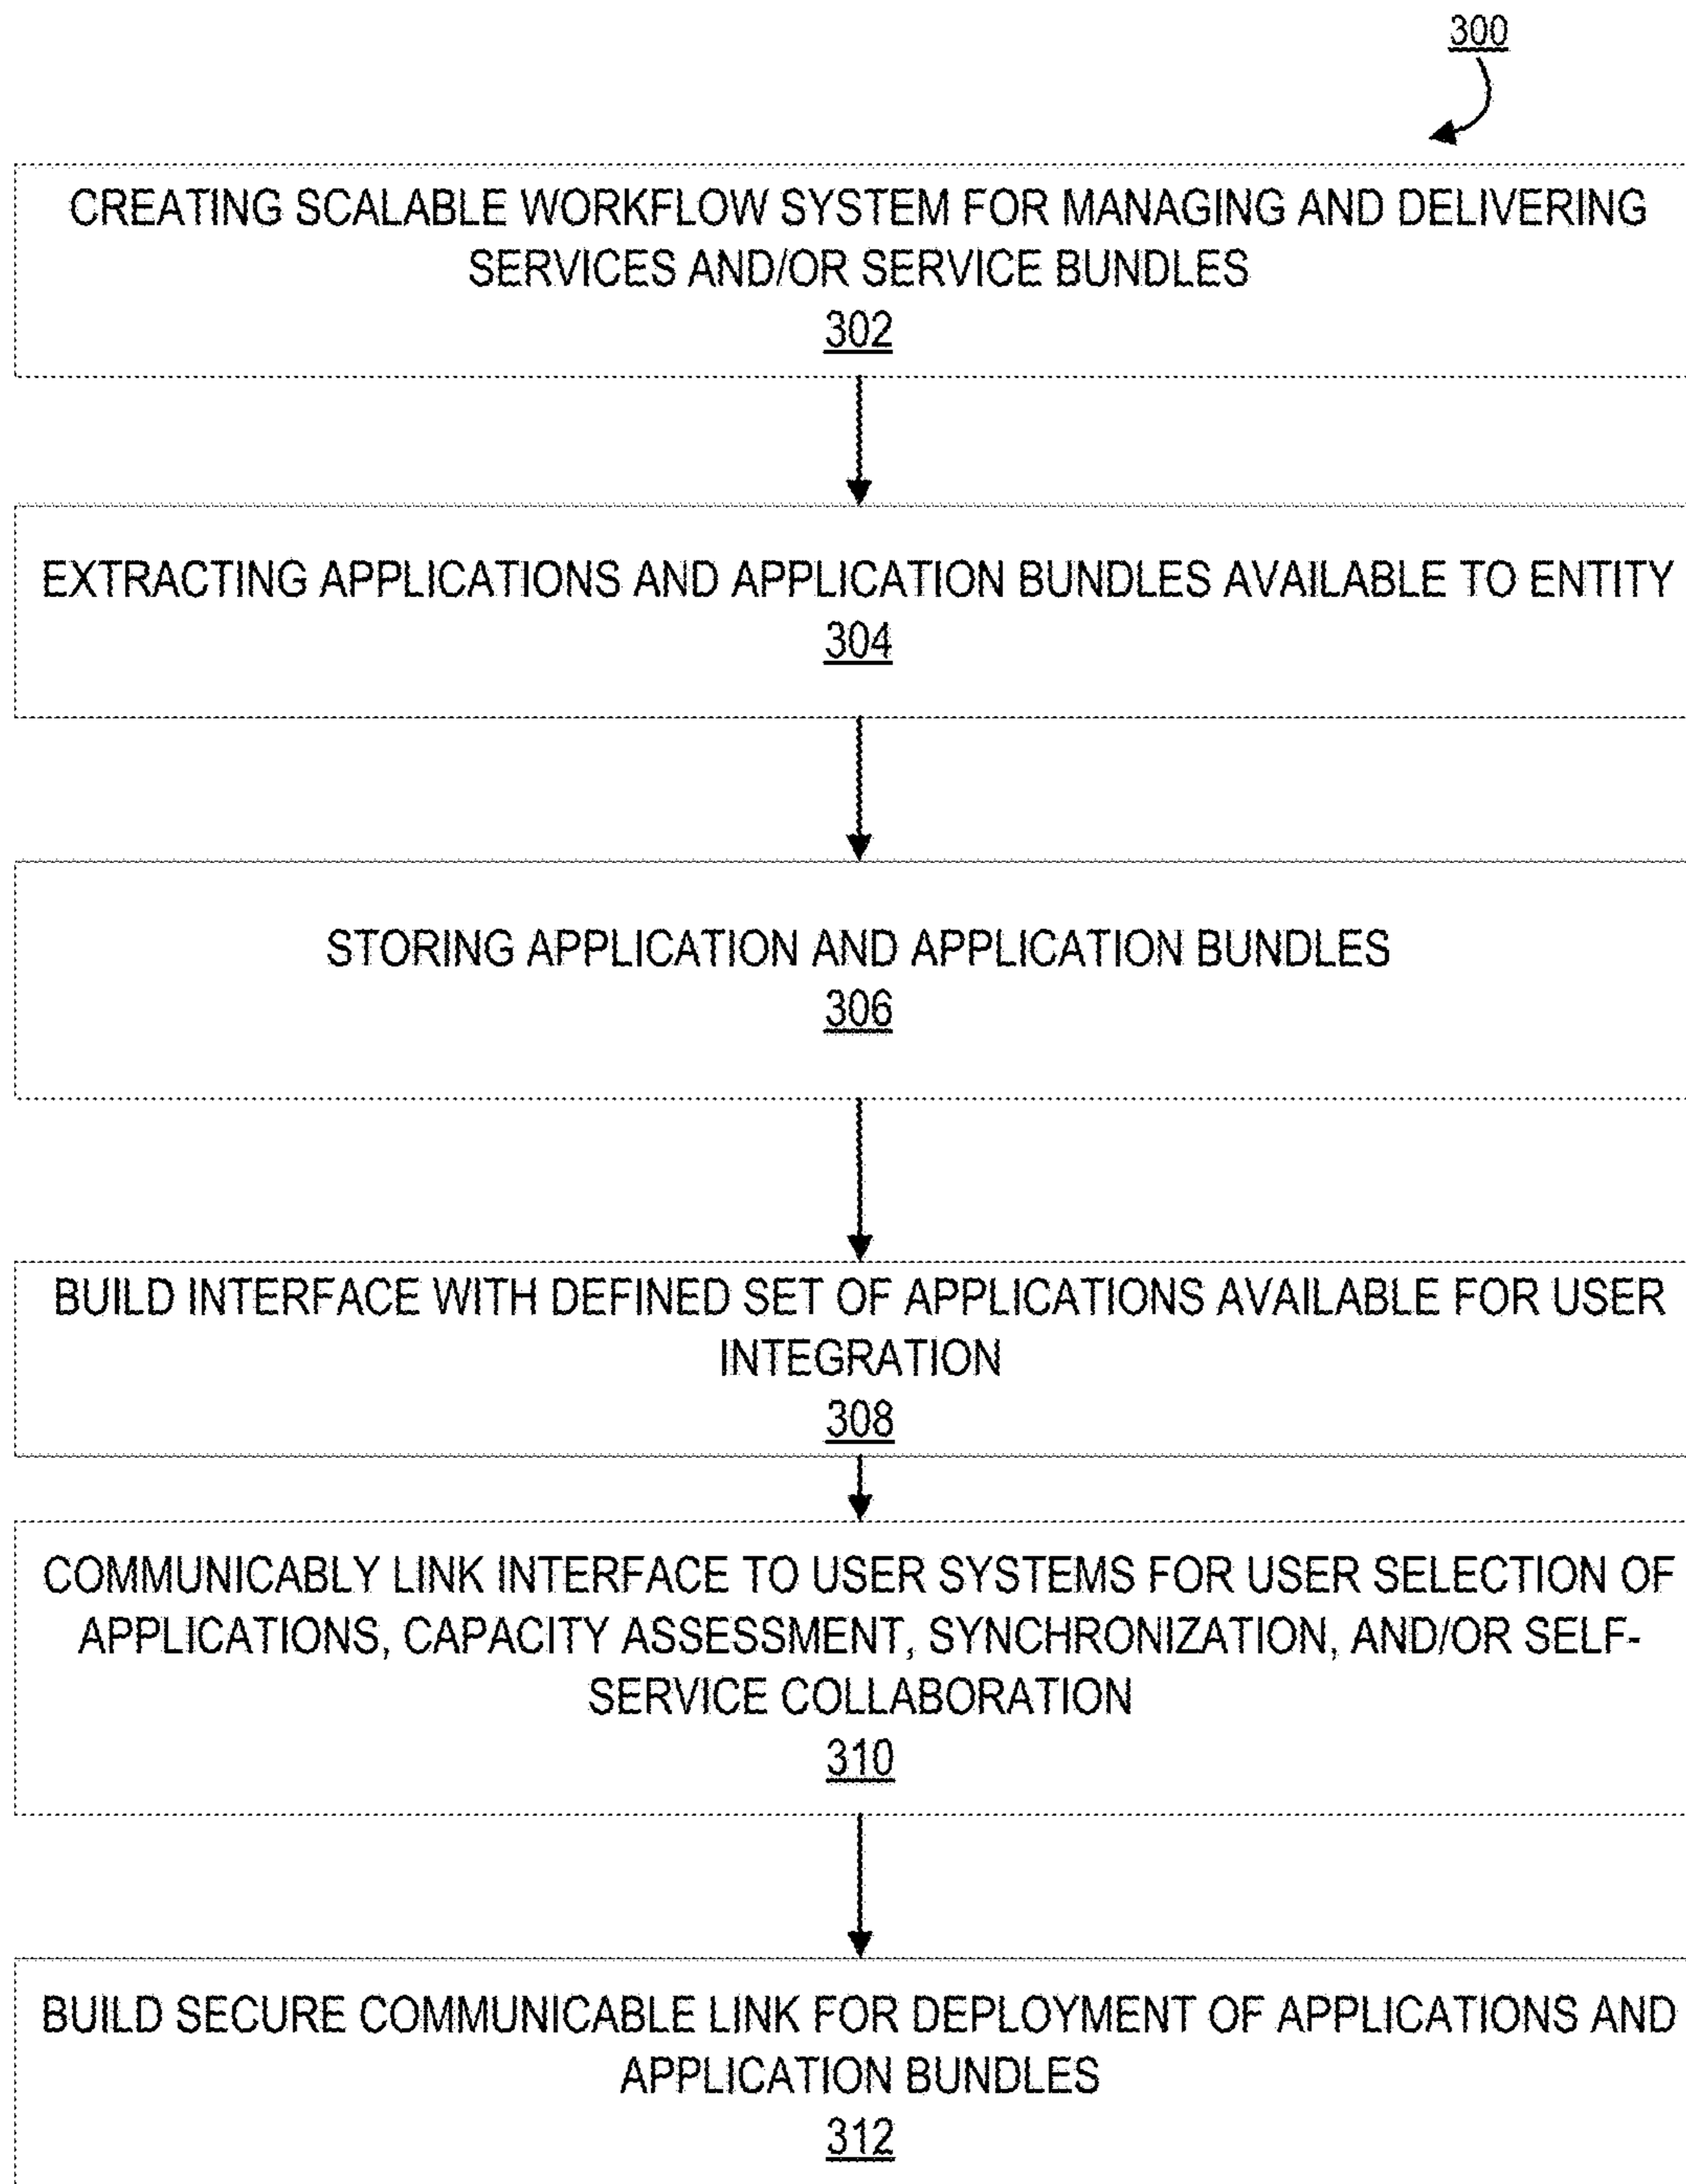 300
CREATING SCALABLE WORKFLOW SYSTEM FOR MANAGING AND DELIVERING
SERVICES AND/OR SERVICE BUNDLES
302
EXTRACTING APPLICATIONS AND APPLICATION BUNDLES AVAILABLE TO ENTITY
304
STORING APPLICATION AND APPLICATION BUNDLES
306
BUILD INTERFACE WITH DEFINED SET OF APPLICATIONS AVAILABLE FOR USER
INTEGRATION
308
COMMUNICABLY LINK INTERFACE TO USER SYSTEMS FOR USER SELECTION OF
APPLICATIONS, CAPACITY ASSESSMENT, SYNCHRONIZATION, AND/OR SELF-
SERVICE COLLABORATION
310
BUILD SECURE COMMUNICABLE LINK FOR DEPLOYMENT OF APPLICATIONS AND
APPLICATION BUNDLES
312